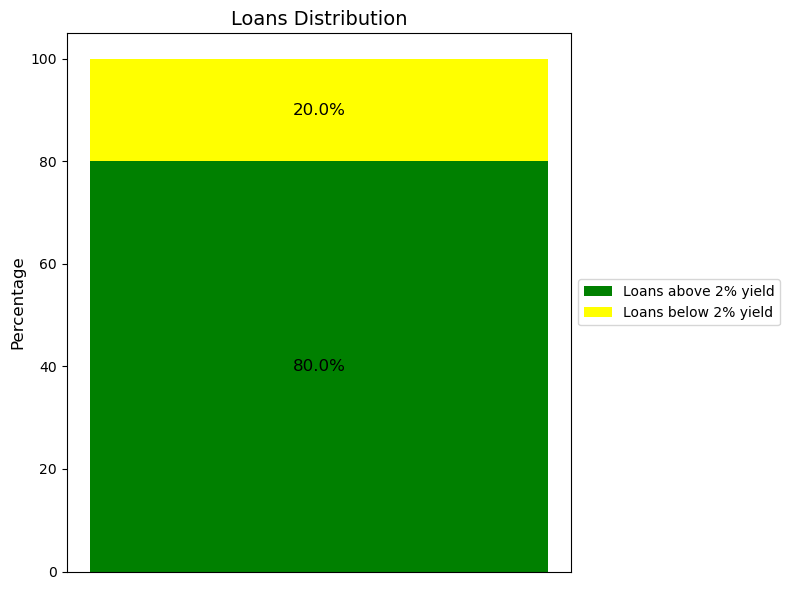 Loans Distribution
100
80
60
40
20
0
Percentage
20.0%
80.0%
Loans above 2% yield
Loans below 2% yield